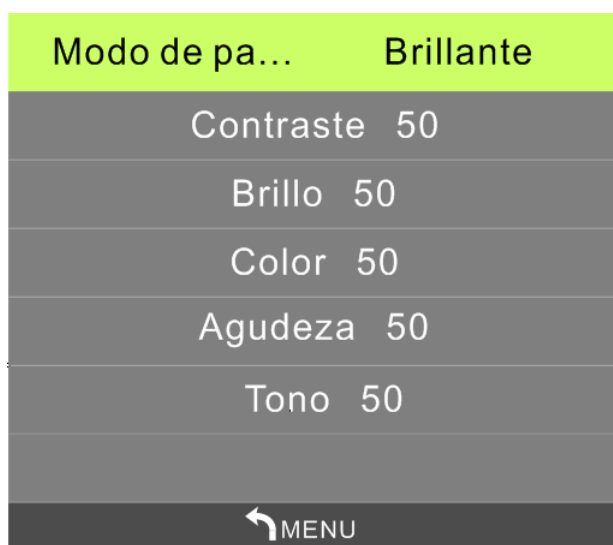 Modo de pa... Brillante
Contraste 50
Brillo 50
Color 50
Agudeza 50
Tono 50
MENU